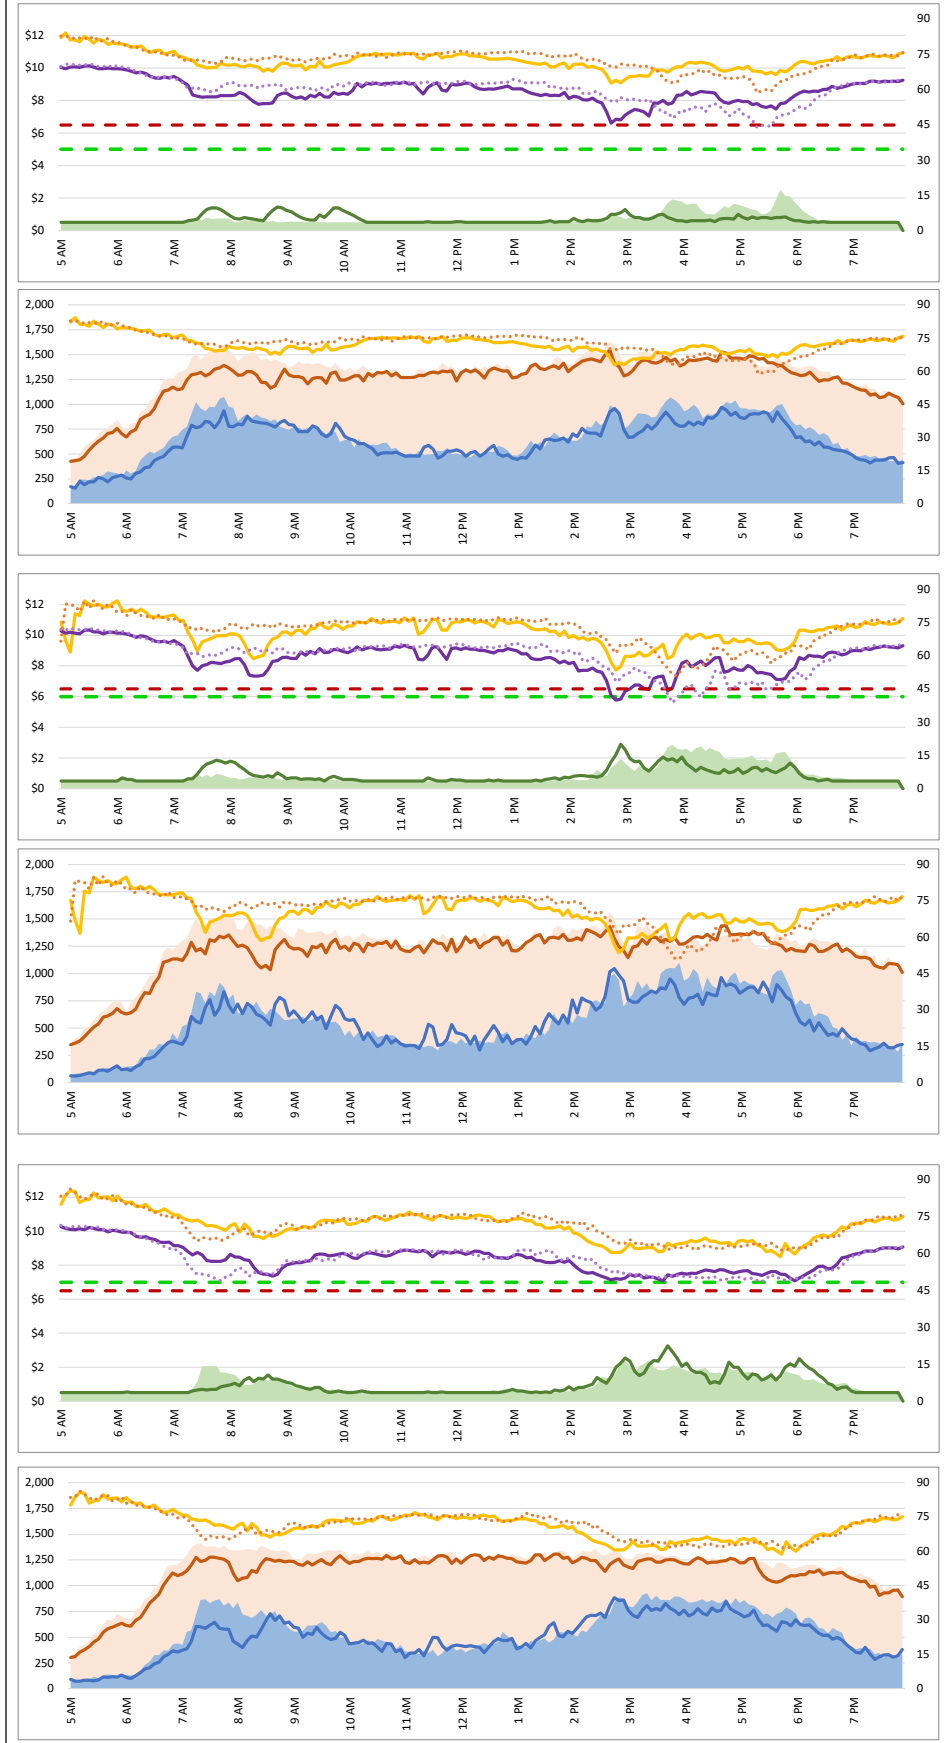 $12
$10
$8
$6
$4
$2
$0
90
75
60
45
30
15
0
5 AM
6 AM
7 AM
8 AM
9 AM
10 AM
11 AM
12 PM
1 PM
2 PM
3 PM
4 PM
5 PM
6 PM
7 PM
2,000
1,750
1,500
1,250
1,000
750
500
250
0
90
75
60
45
30
15
0
5 AM
6 AM
7 AM
8 AM
9 AM
10 AM
11 AM
12 PM
1 PM
2 PM
3 PM
4 PM
5 PM
6 PM
7 PM
$12
$10
$8
$6
$4
$2
$0
90
75
60
45
30
15
0
5 AM
6 AM
7 AM
8 AM
9 AM
10 AM
11 AM
12 PM
1 PM
2 PM
3 PM
4 PM
5 PM
6 PM
7 PM
2,000
1,750
1,500
1,250
1,000
750
500
250
0
90
75
60
45
30
15
0
5 AM
6 AM
7 AM
8 AM
9 AM
10 AM
11 AM
12 PM
1 PM
2 PM
3 PM
4 PM
5 PM
6 PM
7 PM
$12
$10
$8
$6
$4
$2
$0
90
75
60
45
30
15
0
5 AM
6 AM
7 AM
8 AM
9 AM
10 AM
11 AM
12 PM
1 PM
2 PM
3 PM
4 PM
5 PM
6 PM
7 PM
2,000
1,750
1,500
1,250
1,000
750
500
250
0
90
75
60
45
30
15
0
5 AM
6 AM
7 AM
8 AM
9 AM
10 AM
11 AM
12 PM
1 PM
2 PM
3 PM
4 PM
5 PM
6 PM
7 PM